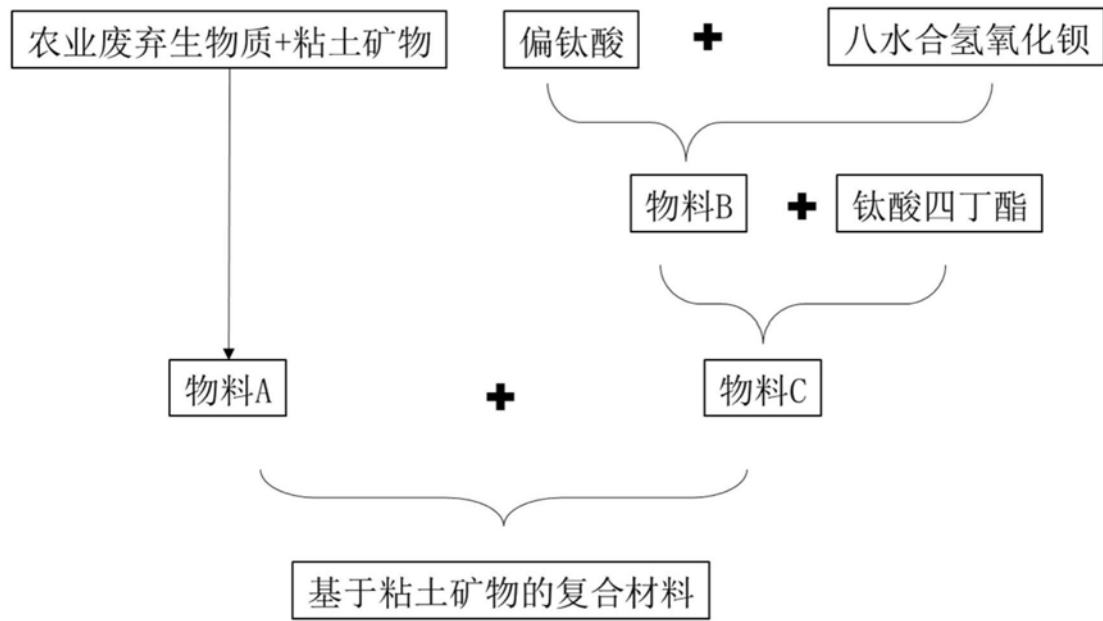 农业废弃生物质+粘土矿物
偏钛酸 + 八水合氢氧化钡
物料B + 钛酸四丁酯
物料A + 物料C
基于粘土矿物的复合材料